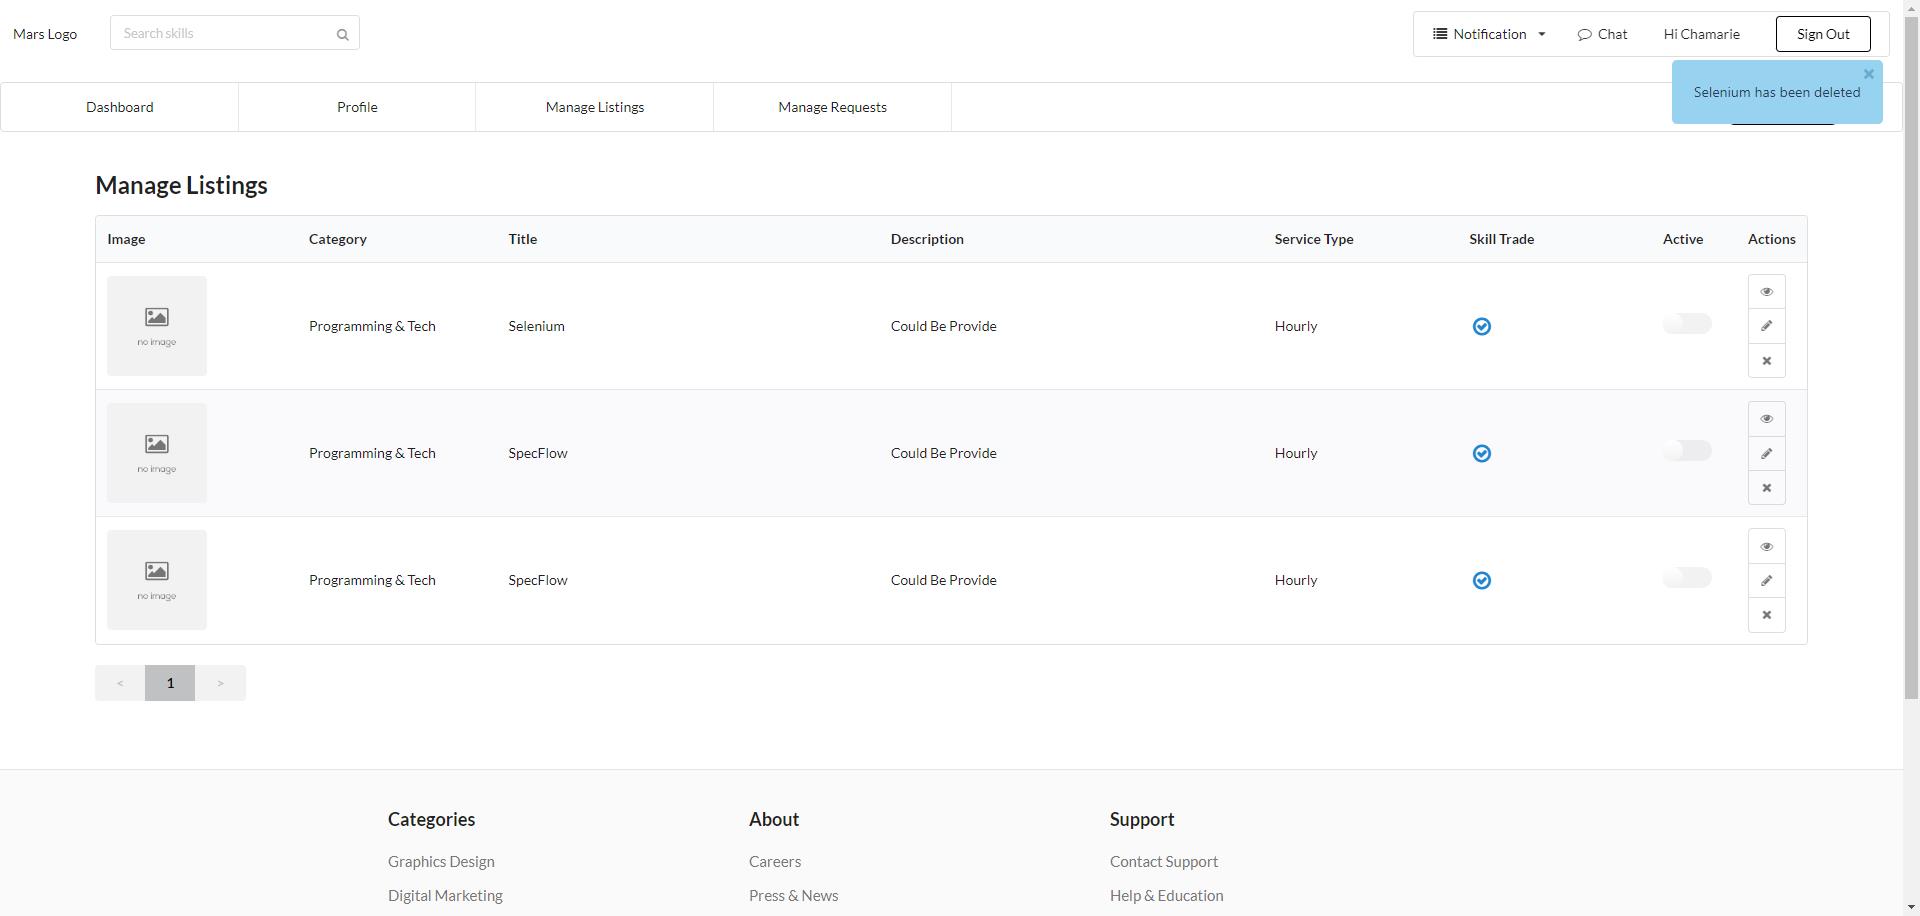 Mars Logo
Search skills
Notification
Chat
Hi Chamarie
Sign Out
Selenium has been deleted
Dashboard
Profile
Manage Listings
Manage Requests
Manage Listings
Image Category Title Description Service Type Skill Trade Active Actions
no image
Programming & Tech Selenium Could Be Provide Hourly
no image
Programming & Tech SpecFlow Could Be Provide Hourly
no image
Programming & Tech SpecFlow Could Be Provide Hourly
< 1 >
Categories
Graphics Design
Digital Marketing
About
Careers
Press & News
Support
Contact Support
Help & Education